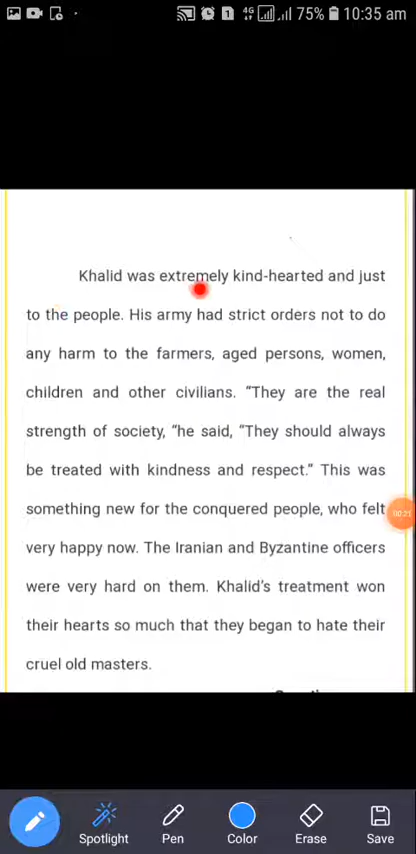 1 4G 75% 10:35 am
Khalid was extremely kind-hearted and just
to the people. His army had strict orders not to do
any harm to the farmers, aged persons, women,
children and other civilians. "They are the real
strength of society, "he said, "They should always
be treated with kindness and respect." This was
something new for the conquered people, who felt
very happy now. The Iranian and Byzantine officers
were very hard on them. Khalid's treatment won
their hearts so much that they began to hate their
cruel old masters.
Spotlight Pen Color Erase Save